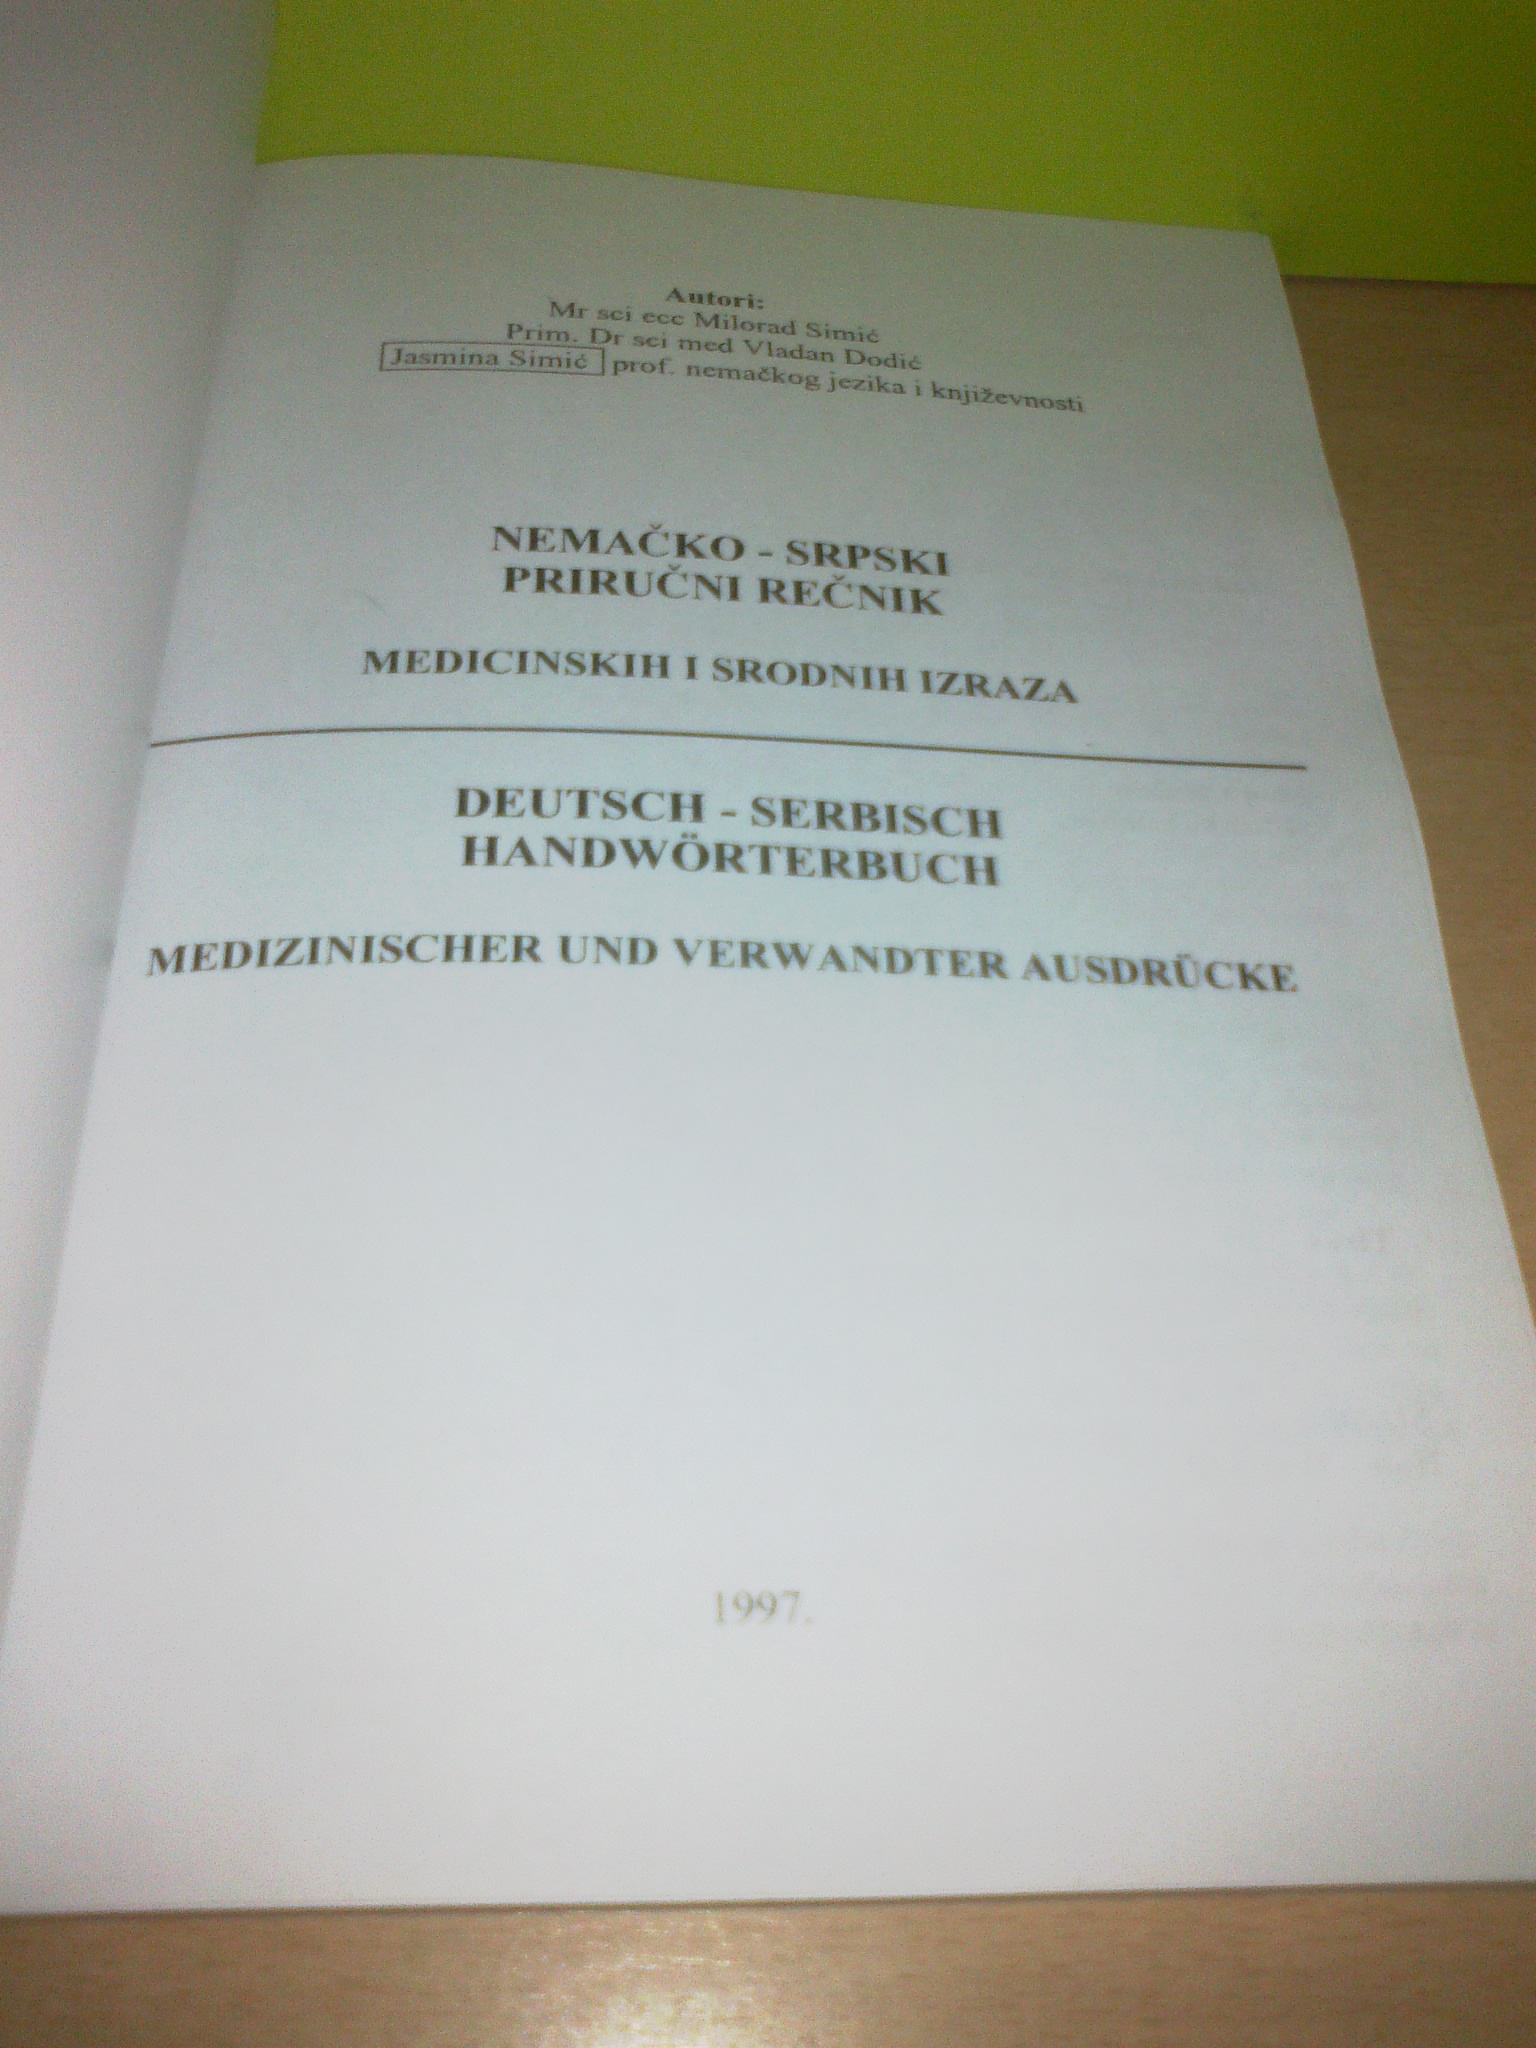 Autori:
Mr sci ecc Milorad Simić
Prim. Dr sci med Vladan Dodić
Jasmina Simić prof. nemačkog jezika i književnosti
NEMAČKO - SRPSKI
PRIRUČNI REČNIK
MEDICINSKIH I SRODNIH IZRAZA
DEUTSCH - SERBISCH
HANDWÖRTERBUCH
MEDIZINISCHER UND VERWANDTER AUSDRÜCKE
1997.